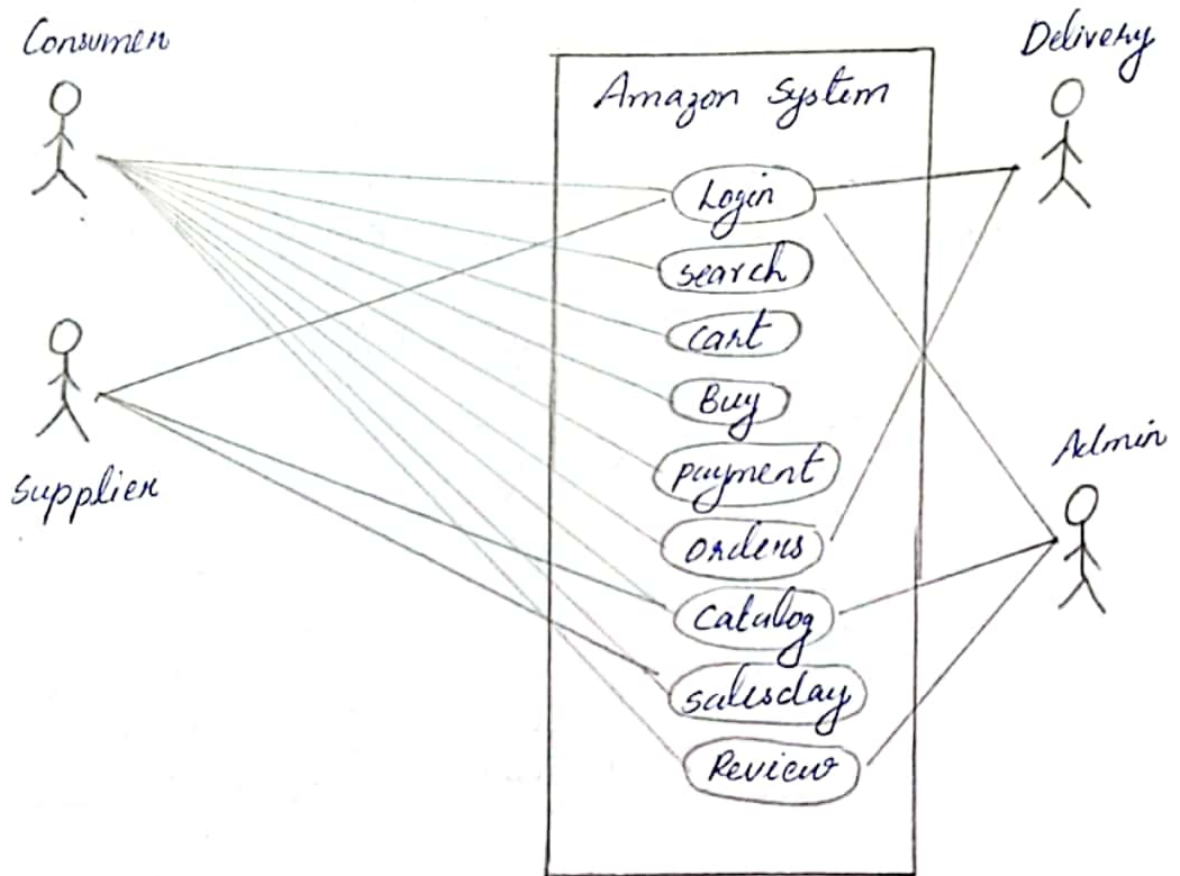 Consumer
Delivery
Amazon System
Login
search
cart
Buy
payment
orders
Catalog
salesday
Review
Supplier
Admin